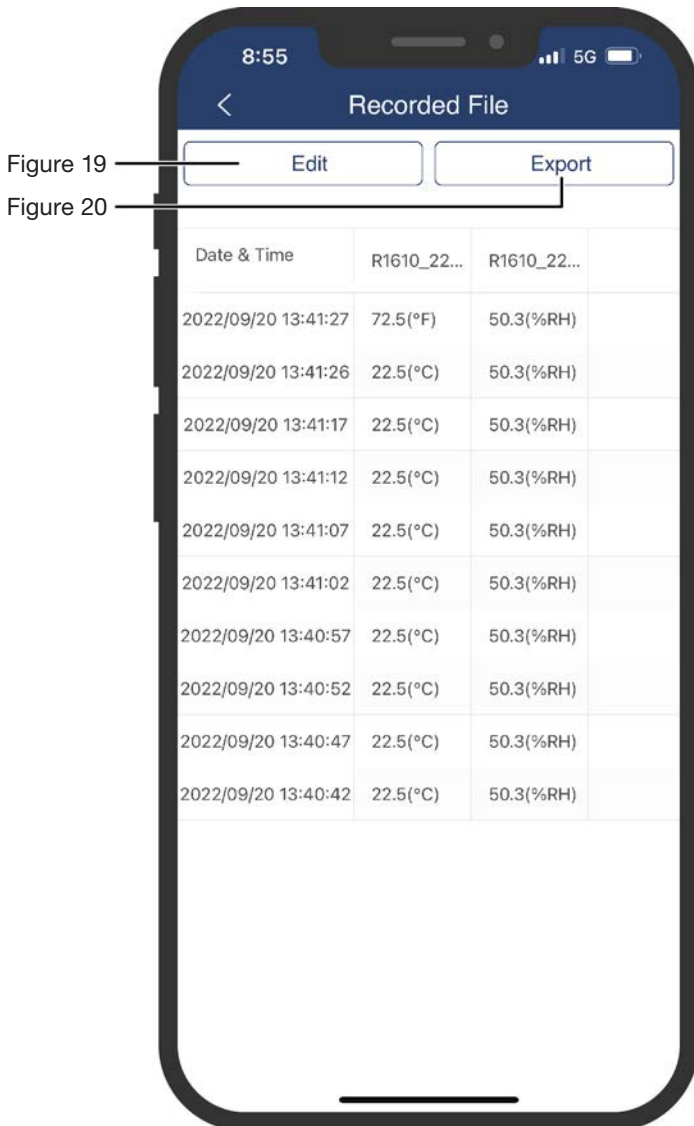 8:55 5G
Recorded File
Figure 19 Edit Export
Figure 20
Date & Time R1610_22... R1610_22...
2022/09/20 13:41:27 72.5(°F) 50.3(%RH)
2022/09/20 13:41:26 22.5(°C) 50.3(%RH)
2022/09/20 13:41:17 22.5(°C) 50.3(%RH)
2022/09/20 13:41:12 22.5(°C) 50.3(%RH)
2022/09/20 13:41:07 22.5(°C) 50.3(%RH)
2022/09/20 13:41:02 22.5(°C) 50.3(%RH)
2022/09/20 13:40:57 22.5(°C) 50.3(%RH)
2022/09/20 13:40:52 22.5(°C) 50.3(%RH)
2022/09/20 13:40:47 22.5(°C) 50.3(%RH)
2022/09/20 13:40:42 22.5(°C) 50.3(%RH)